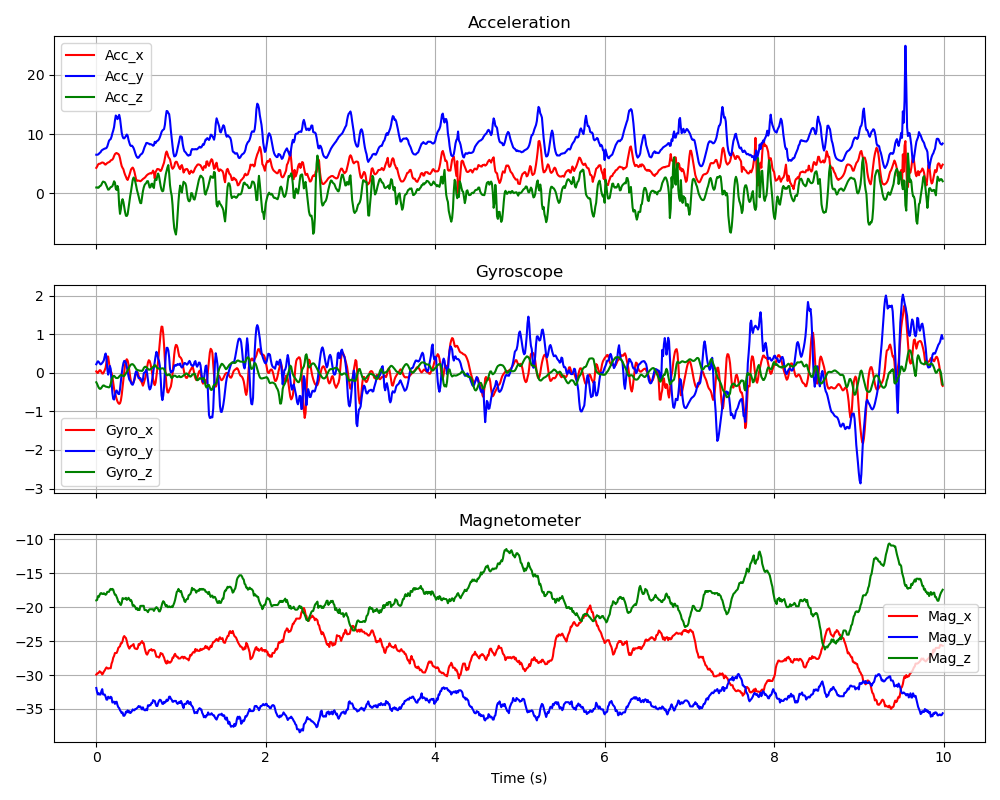 Acceleration
Acc_x
Acc_y
Acc_z
20
10
0
Gyroscope
2
1
0
−1
−2
−3
Gyro_x
Gyro_y
Gyro_z
Magnetometer
−10
−15
−20
−25
−30
−35
Mag_x
Mag_y
Mag_z
0 2 4 6 8 10
Time (s)